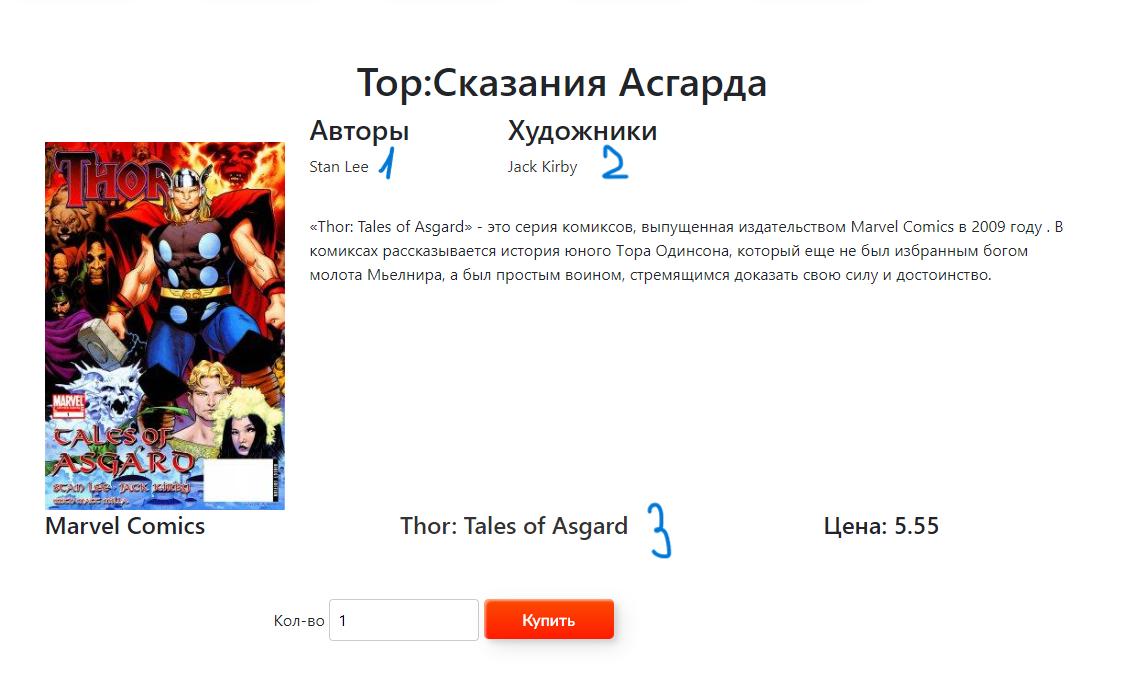 Тор:Сказания Асгарда
Авторы Художники
Stan Lee 1 Jack Kirby 2
«Thor: Tales of Asgard» - это серия комиксов, выпущенная издательством Marvel Comics в 2009 году . В
комиксах рассказывается история юного Тора Одинсона, который еще не был избранным богом
молота Мьелнира, а был простым воином, стремящимся доказать свою силу и достоинство.
THOR
MARVEL
1
TALES OF
ASGARD
STAN LEE JACK KIRBY
Marvel Comics Thor: Tales of Asgard 3 Цена: 5.55
Кол-во 1 Купить